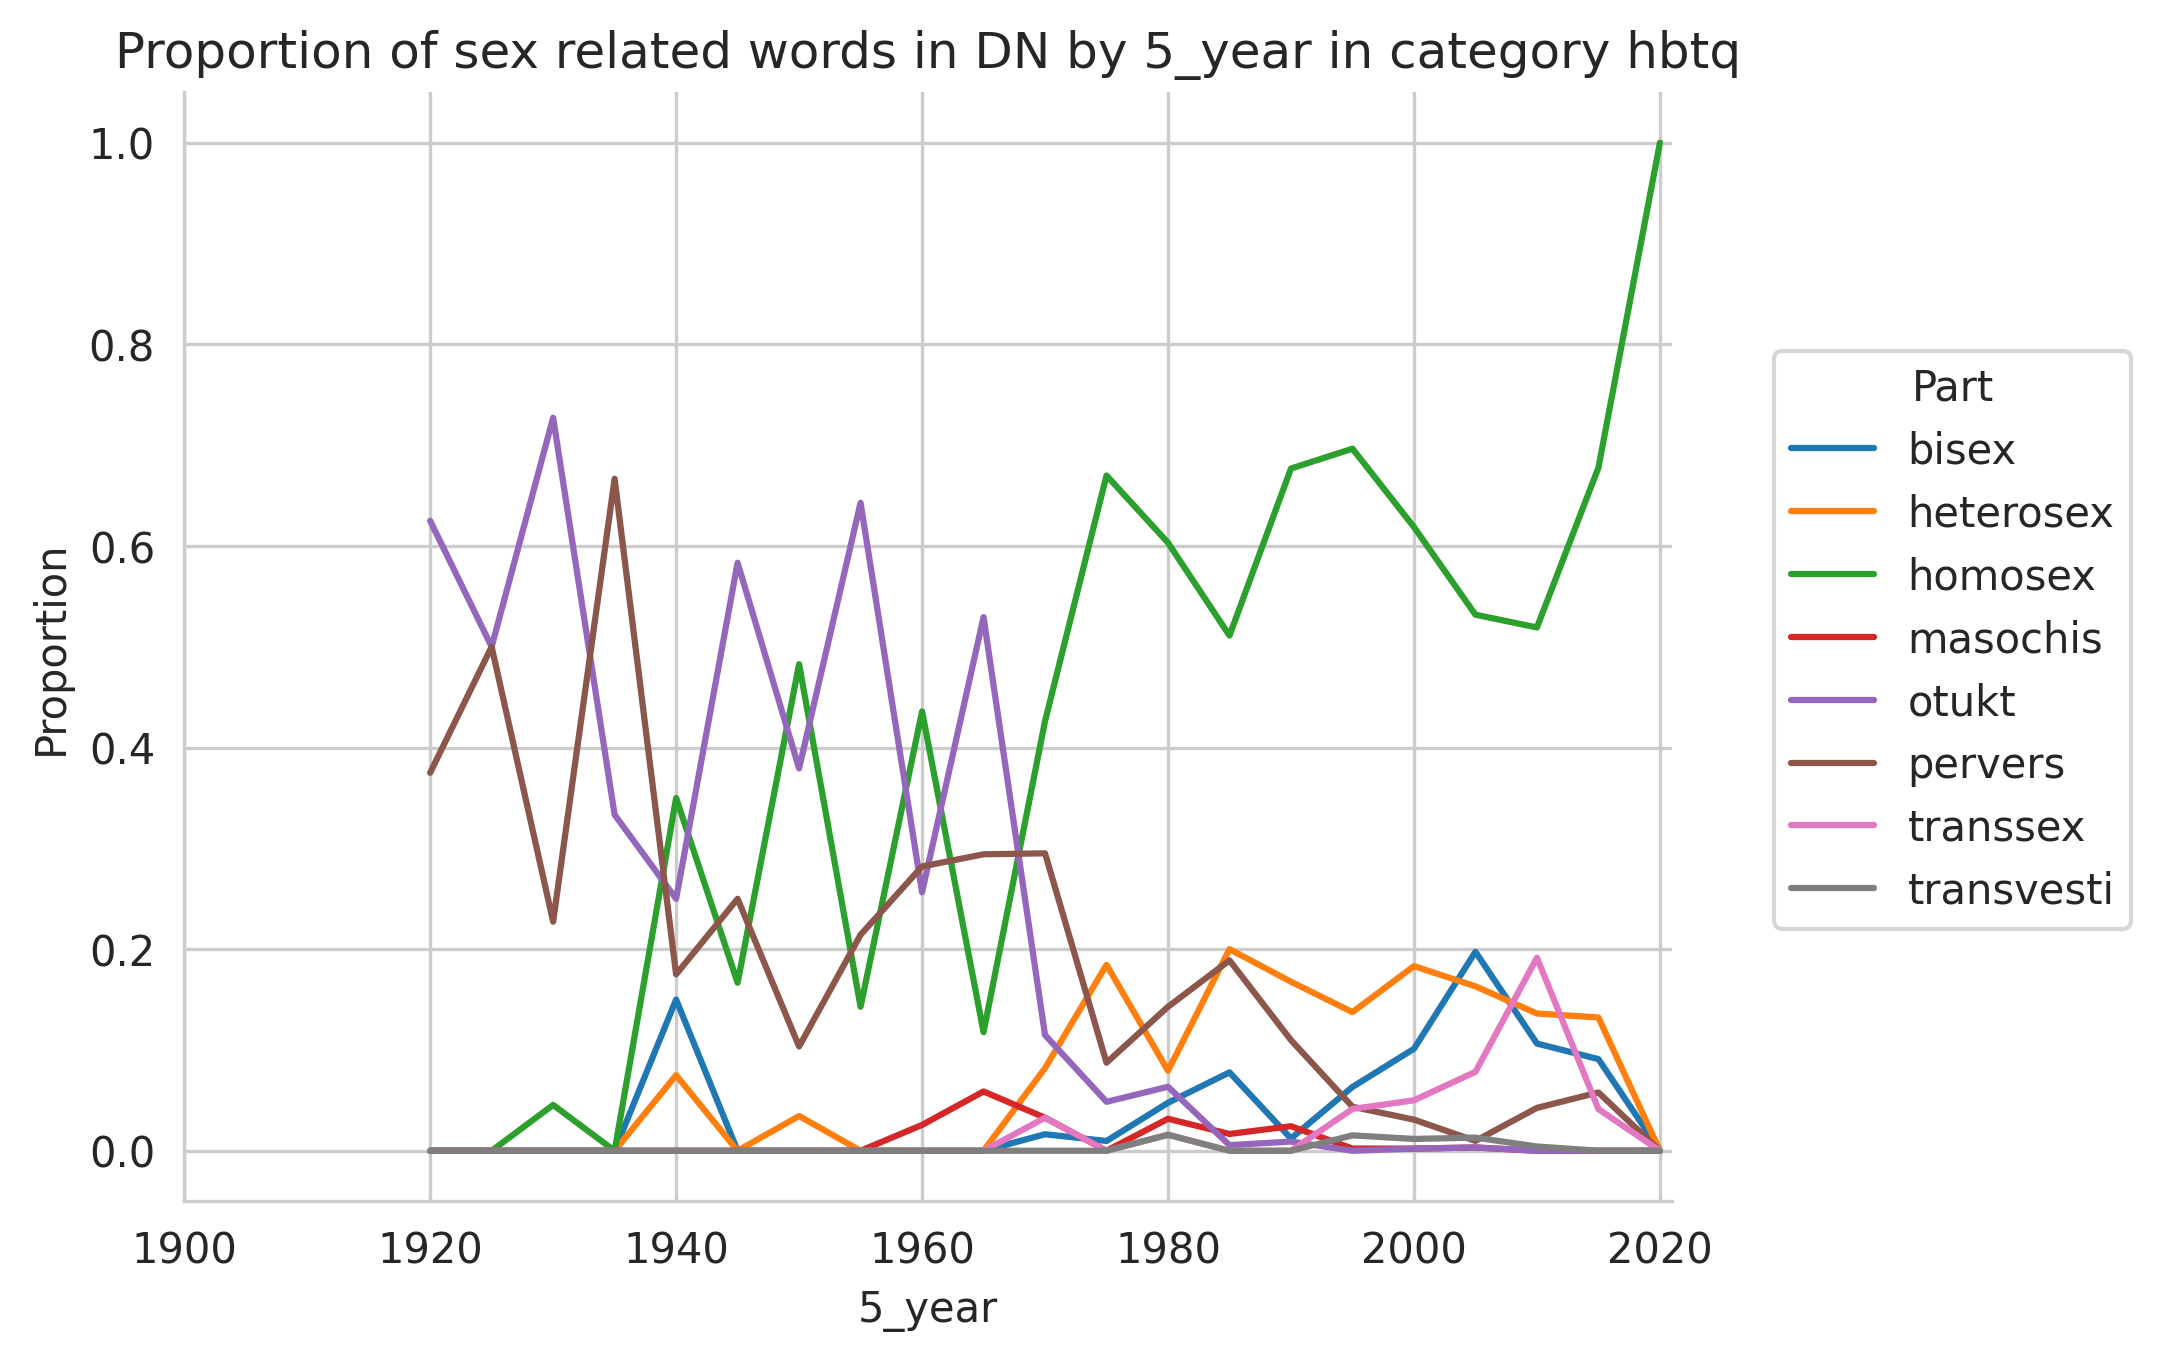 Proportion of sex related words in DN by 5_year in category hbtq
1.0
0.8
0.6
0.4
0.2
0.0
Proportion
1900 1920 1940 1960 1980 2000 2020
5_year
Part
bisex
heterosex
homosex
masochis
otukt
pervers
transsex
transvesti